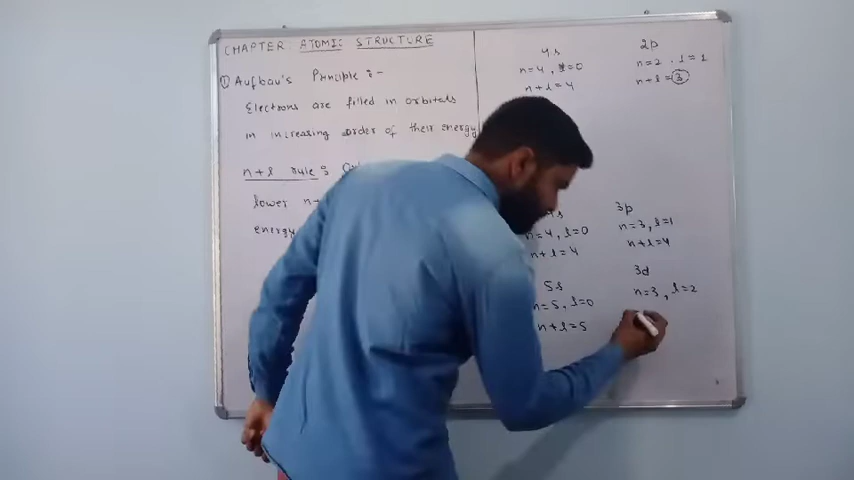 CHAPTER ATOMIC STRUCTURE
① Aufbau's Principle :-
Electrons are filled in orbitals
in increasing order of their energy
n+l rule :
lower n+
energy
4s
n=4, l=0
n+l=4
2p
n=2, l=1
n+l=3
4s
n=4, l=0
n+l=4
3p
n=3, l=1
n+l=4
5s
n=5, l=0
n+l=5
3d
n=3, l=2